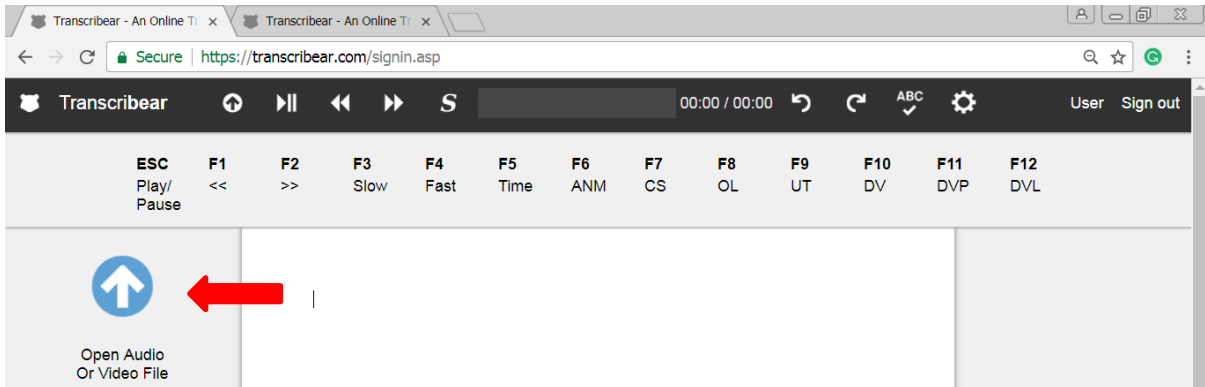 Transcribear - An Online Tr
Transcribear - An Online Tr
Secure https://transcribear.com/signin.asp
Transcribear S 00:00 / 00:00 ABC User Sign out
ESC F1 F2 F3 F4 F5 F6 F7 F8 F9 F10 F11 F12
Play/ << >> Slow Fast Time ANM CS OL UT DV DVP DVL
Pause
Open Audio
Or Video File